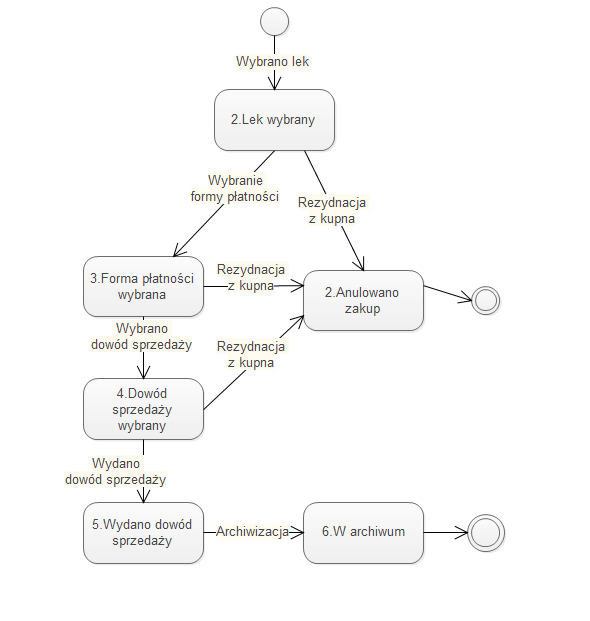 Wybrano lek
2.Lek wybrany
Wybranie
formy płatności
Rezydnacja
z kupna
3.Forma płatności
wybrana
Rezydnacja
z kupna
2.Anulowano
zakup
Wybrano
dowód sprzedaży
Rezydnacja
z kupna
4.Dowód
sprzedaży
wybrany
Wydano
dowód sprzedaży
5.Wydano dowód
sprzedaży
Archiwizacja
6.W archiwum